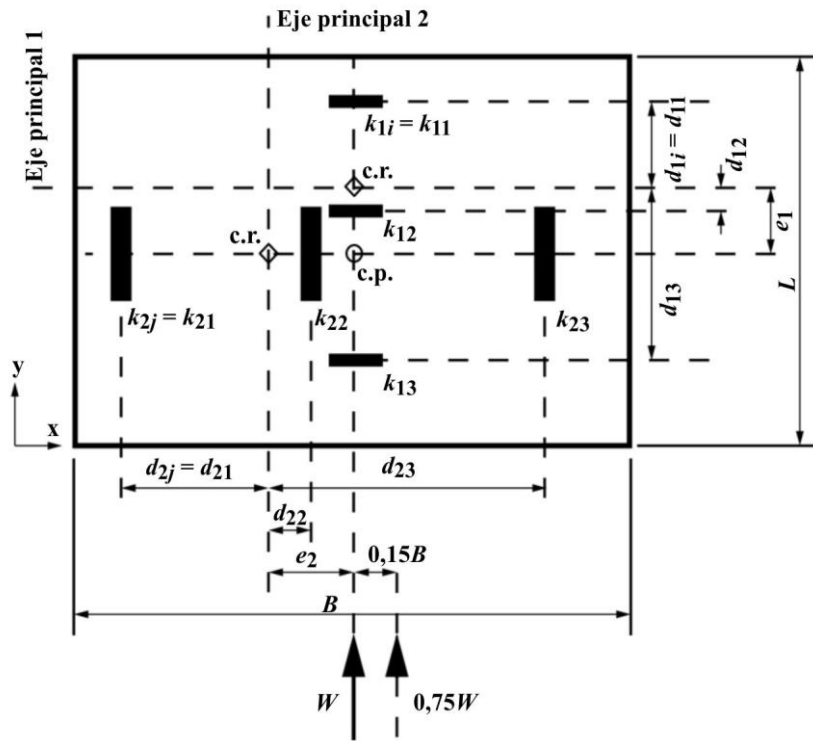 Eje principal 2
Eje principal 1
k1i = k11
d1i = d11
d12
c.r.
k12
e1
c.r.
c.p.
L
d13
k2j = k21
k22
k23
y
k13
x
d2j = d21
d23
d22
e2
0,15B
B
W
0,75W